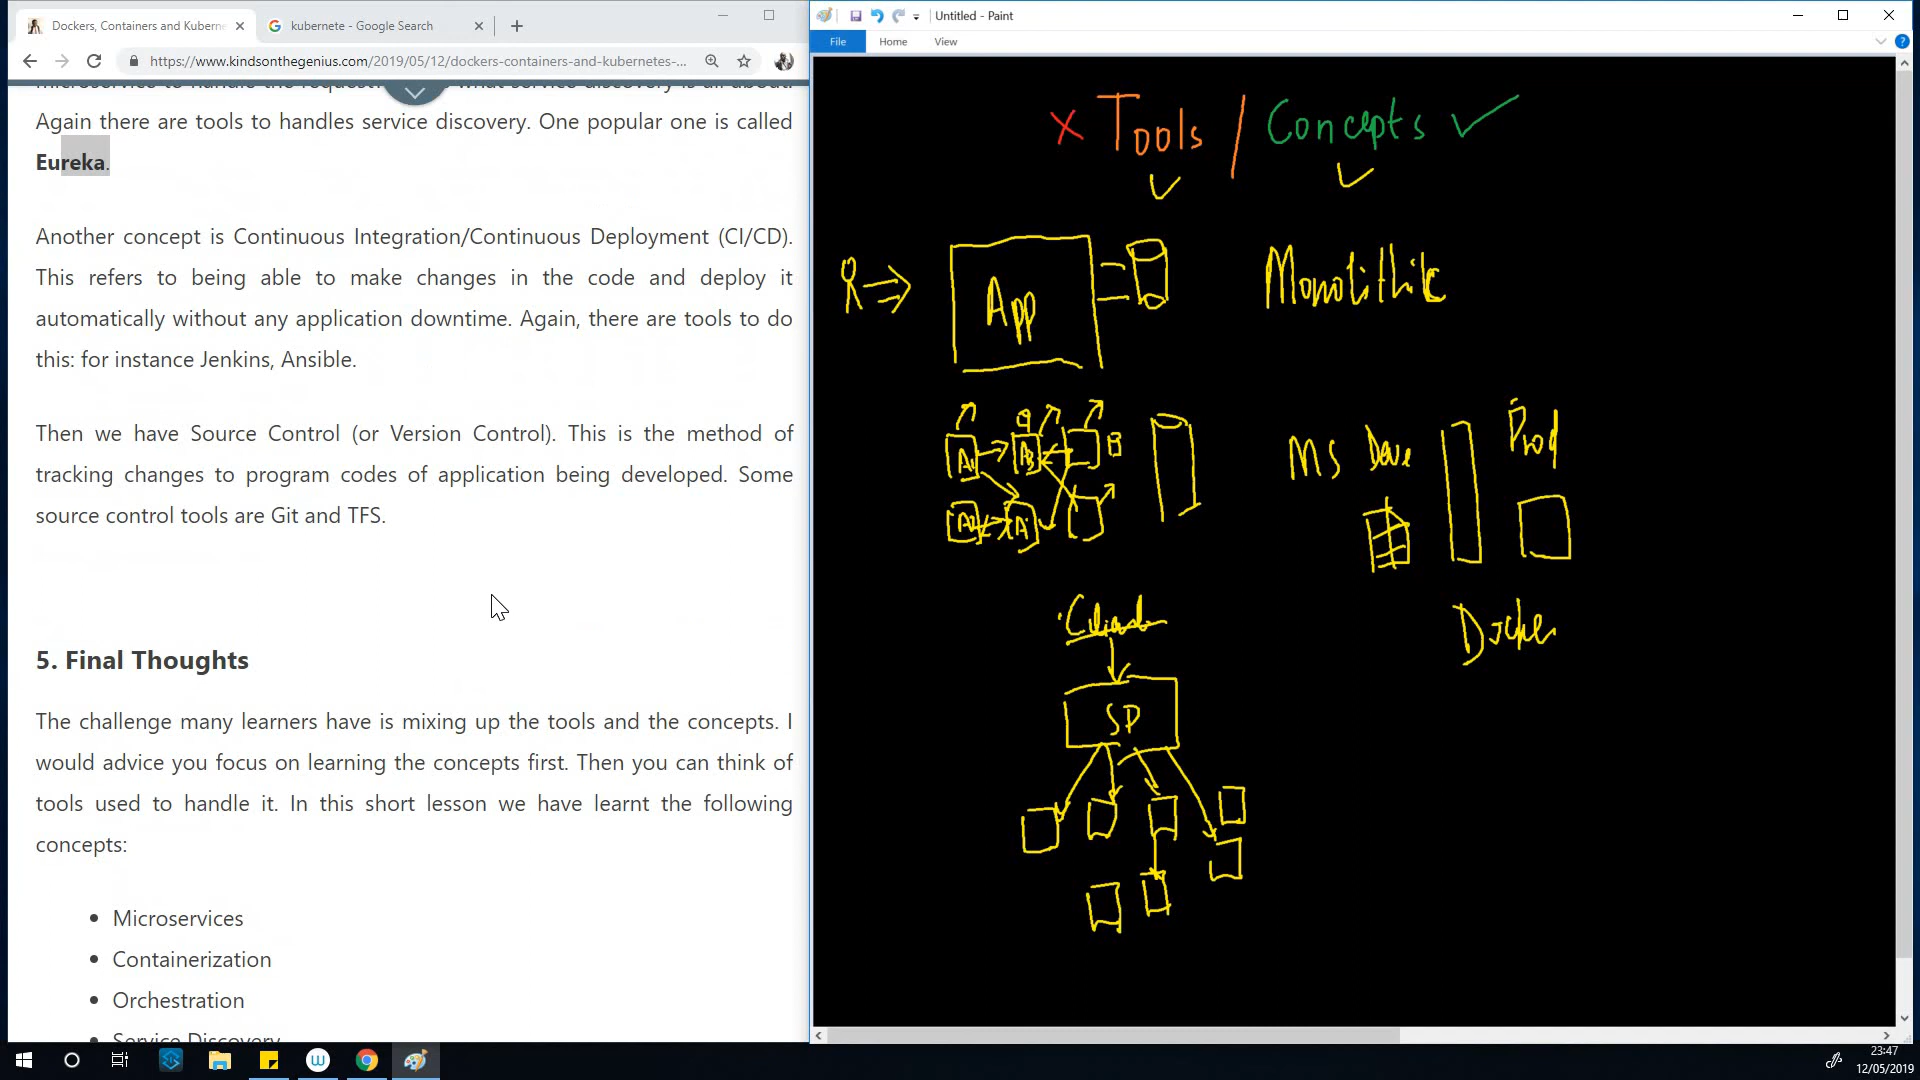 Dockers, Containers and Kuberne
kubernete - Google Search
https://www.kindsonthegenius.com/2019/05/12/dockers-containers-and-kubernetes-...
Again there are tools to handles service discovery. One popular one is called
Eureka.
Another concept is Continuous Integration/Continuous Deployment (CI/CD).
This refers to being able to make changes in the code and deploy it
automatically without any application downtime. Again, there are tools to do
this: for instance Jenkins, Ansible.
Then we have Source Control (or Version Control). This is the method of
tracking changes to program codes of application being developed. Some
source control tools are Git and TFS.
5. Final Thoughts
The challenge many learners have is mixing up the tools and the concepts. I
would advice you focus on learning the concepts first. Then you can think of
tools used to handle it. In this short lesson we have learnt the following
concepts:
• Microservices
• Containerization
• Orchestration
• Service Discovery
Untitled - Paint
File Home View
Tools / Concepts
App
Monolithic
MS
Prod
Docker
SP
23:47
12/05/2019